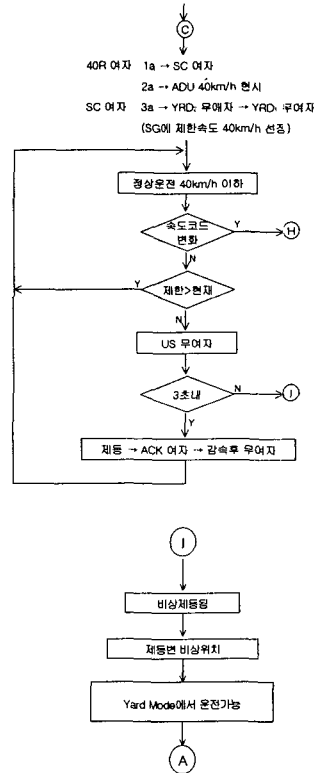 C
40R 여자 1a → SC 여자
2a → ADU 40km/h 현시
SC 여자 3a → YRD₂ 무여자 → YRD₁ 무여자
(SG에 제한속도 40km/h 선정)
정상운전 40km/h 이하
속도코드
변화
Y
H
N
Y
제한>현재
N
US 무여자
3초내
N
J
Y
제동 → ACK 여자 → 감속후 무여자
I
비상제동됨
제동변 비상위치
Yard Mode에서 운전가능
A